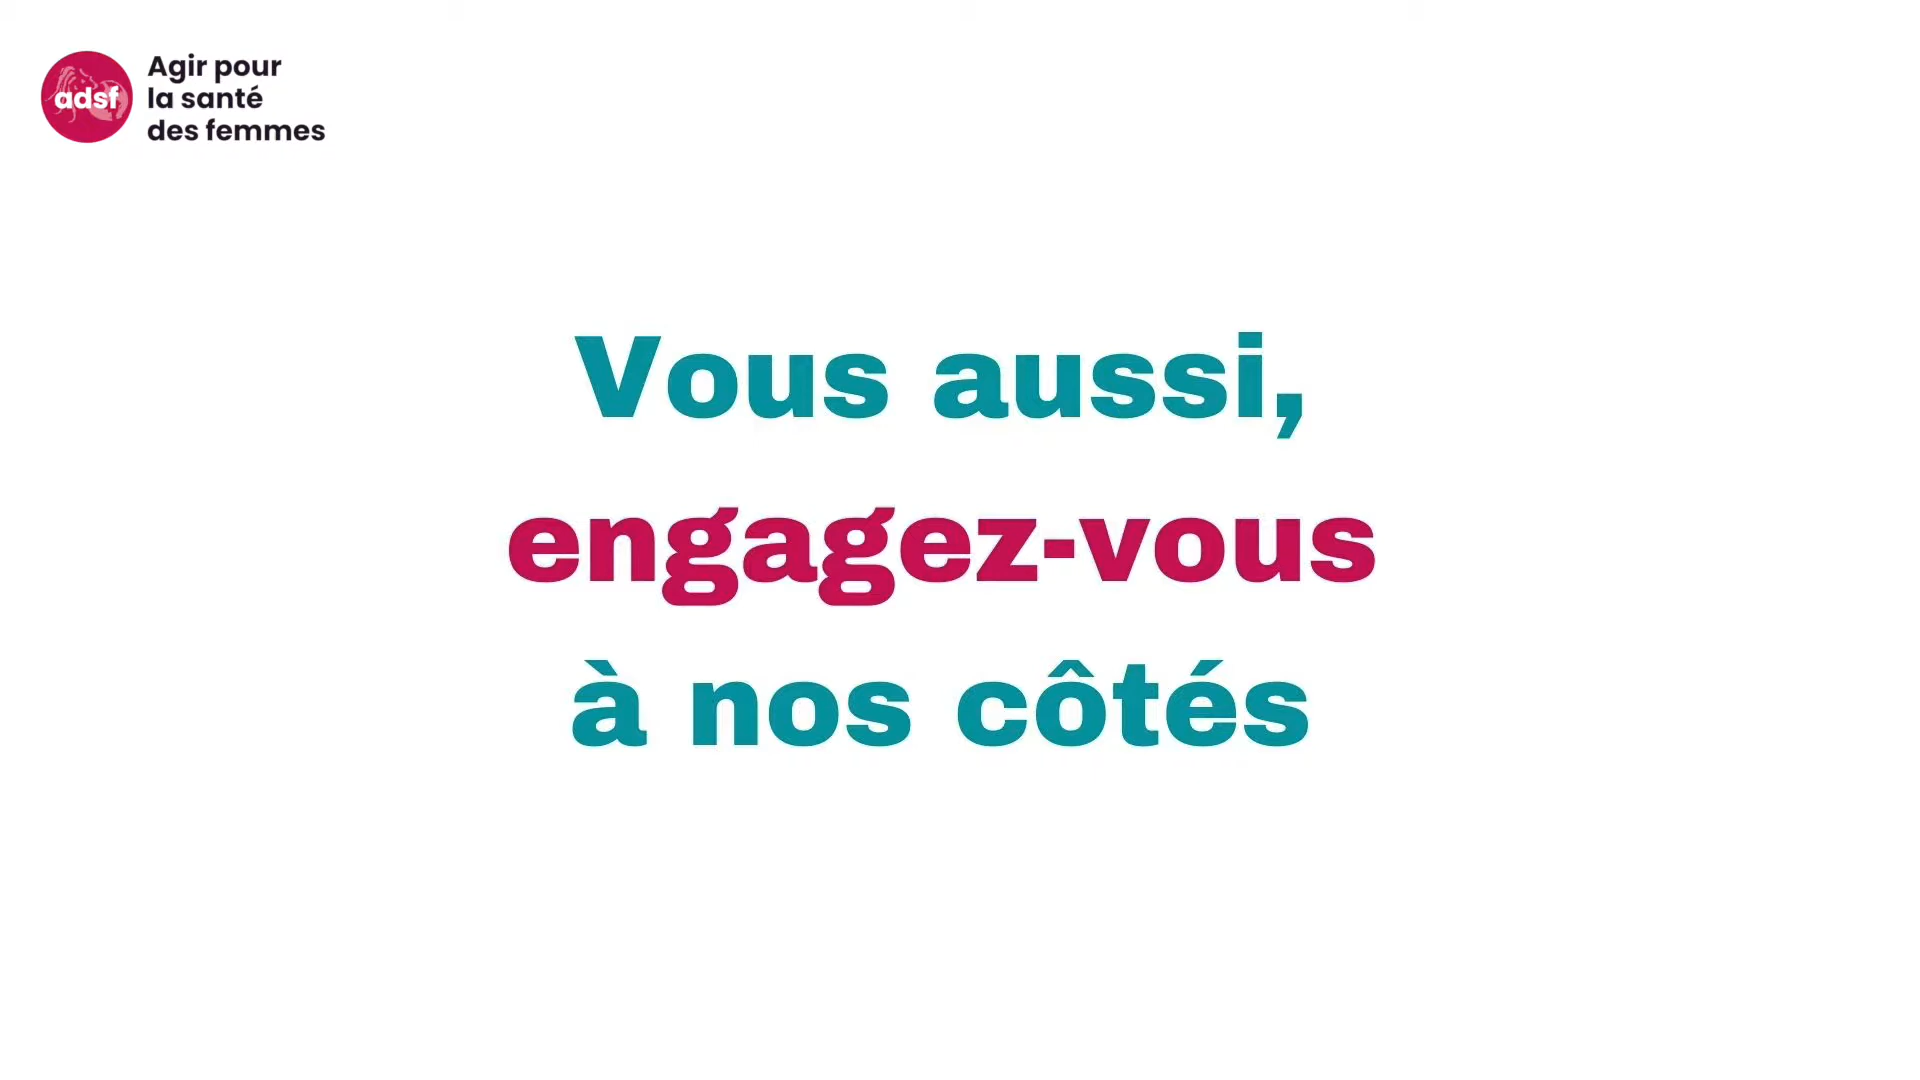 adsf
Agir pour
la santé
des femmes
Vous aussi,
engagez-vous
à nos côtés